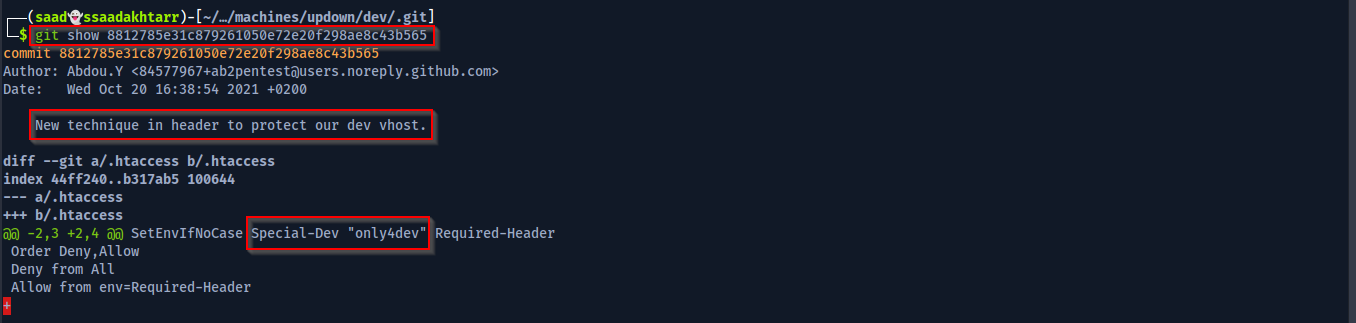 (saad👻ssaadakhtarr)-[~/…/machines/updown/dev/.git]
$ git show 8812785e31c879261050e72e20f298ae8c43b565
commit 8812785e31c879261050e72e20f298ae8c43b565
Author: Abdou.Y <84577967+ab2pentest@users.noreply.github.com>
Date:   Wed Oct 20 16:38:54 2021 +0200
New technique in header to protect our dev vhost.
diff --git a/.htaccess b/.htaccess
index 44ff240..b317ab5 100644
--- a/.htaccess
+++ b/.htaccess
@@ -2,3 +2,4 @@ SetEnvIfNoCase Special-Dev "only4dev" Required-Header
 Order Deny,Allow
 Deny from All
 Allow from env=Required-Header
+